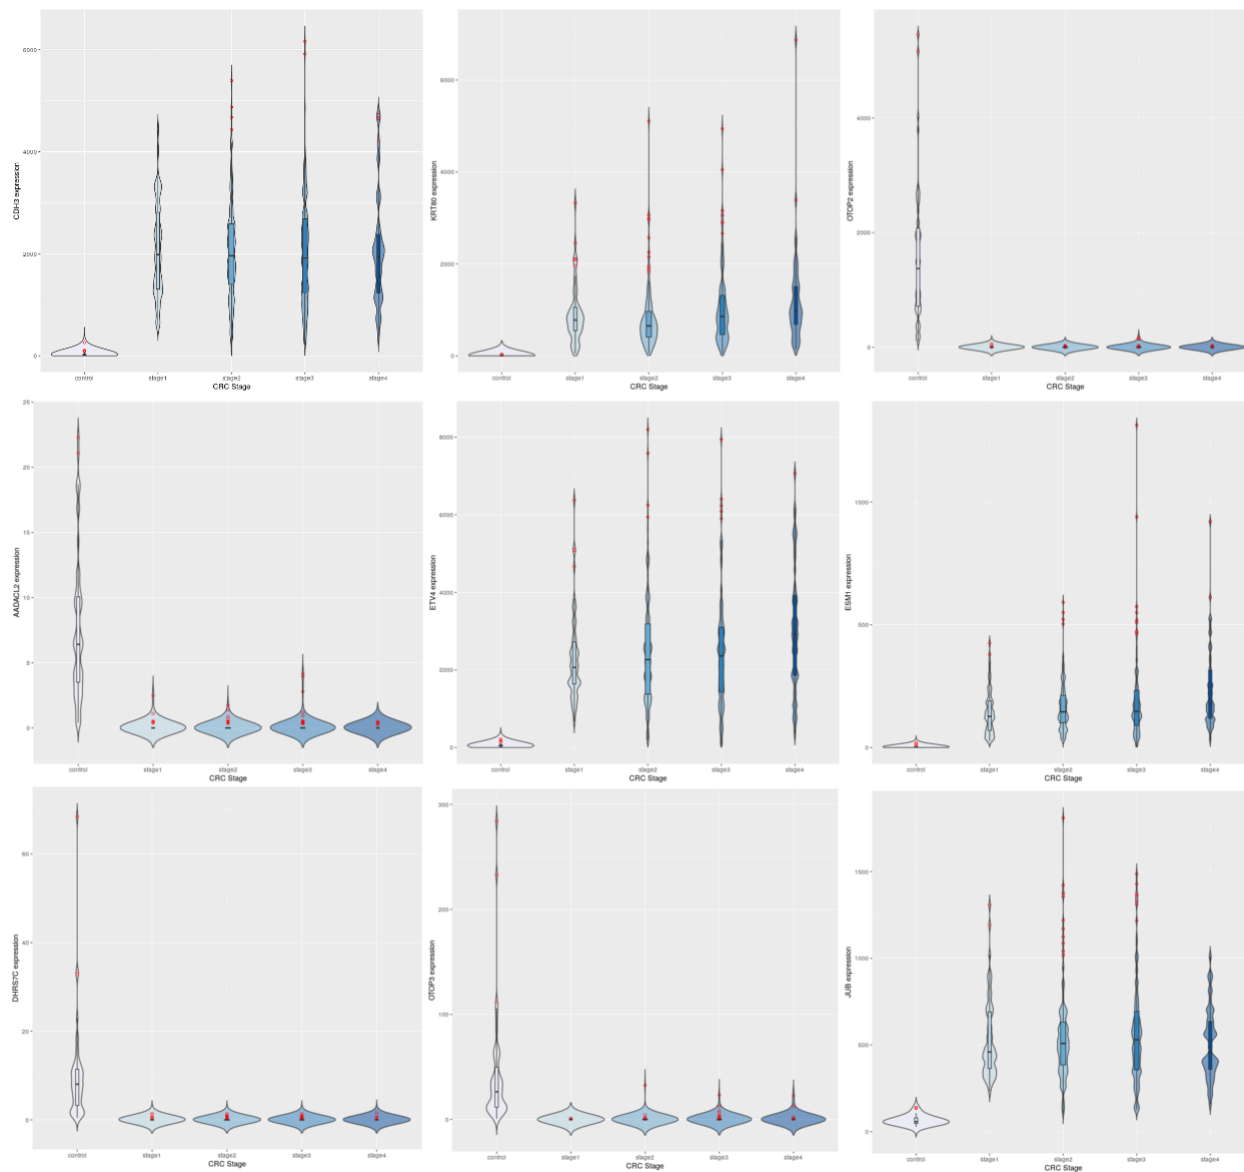 CDH3 expression
6000
4000
2000
0
control stage1 stage2 stage3 stage4
CRC Stage
KRT80 expression
6000
4000
2000
0
control stage1 stage2 stage3 stage4
CRC Stage
OTOP2 expression
4000
2000
0
control stage1 stage2 stage3 stage4
CRC Stage
AADACL2 expression
25
20
15
10
5
0
control stage1 stage2 stage3 stage4
CRC Stage
ETV4 expression
8000
6000
4000
2000
0
control stage1 stage2 stage3 stage4
CRC Stage
ESM1 expression
1000
500
0
control stage1 stage2 stage3 stage4
CRC Stage
DHRS7C expression
60
40
20
0
control stage1 stage2 stage3 stage4
CRC Stage
OTOP3 expression
300
200
100
0
control stage1 stage2 stage3 stage4
CRC Stage
JUB expression
1500
1000
500
0
control stage1 stage2 stage3 stage4
CRC Stage